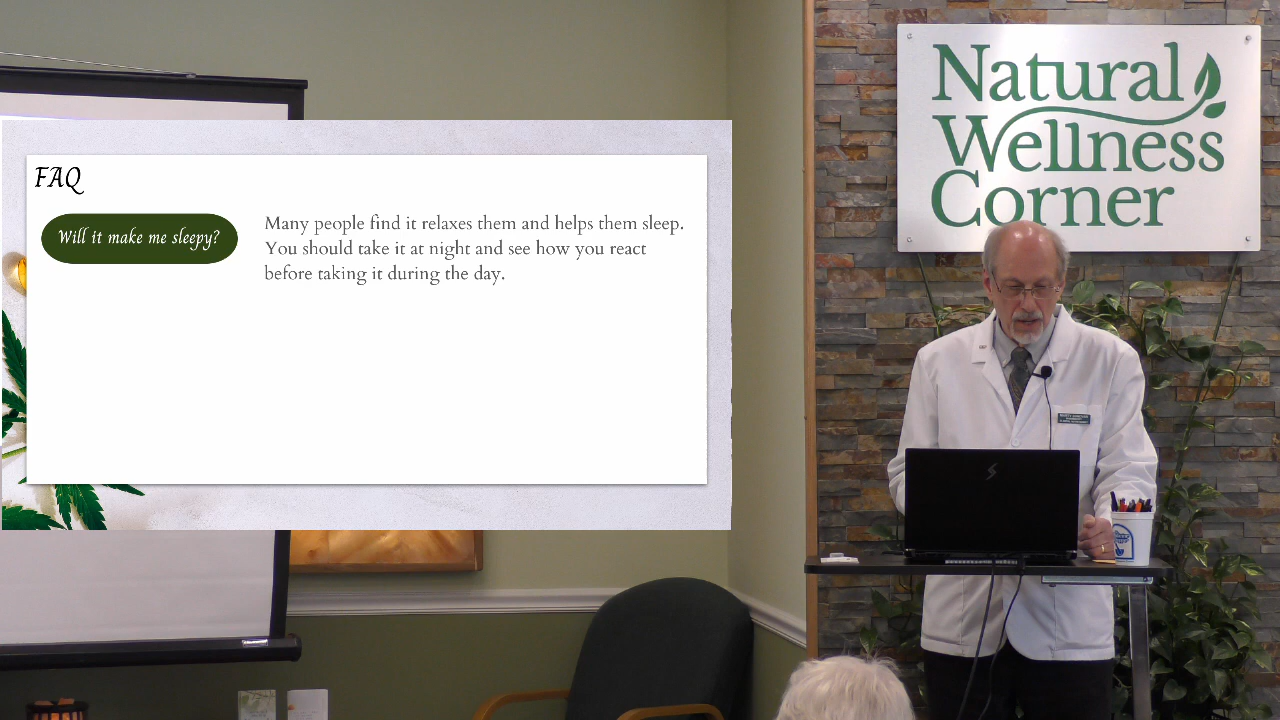 FAQ
Will it make me sleepy?
Many people find it relaxes them and helps them sleep.
You should take it at night and see how you react
before taking it during the day.
Natural
Wellness
Corner